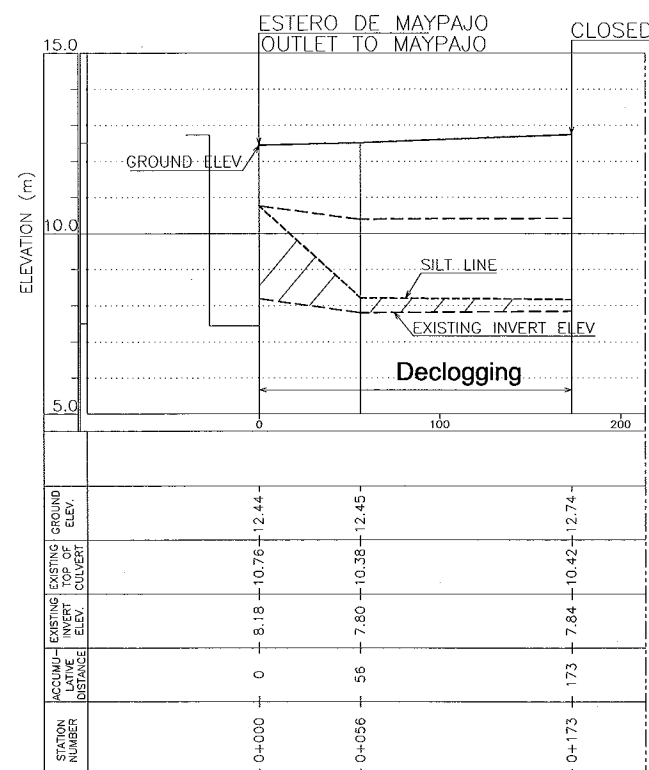 ESTERO DE MAYPAJO
OUTLET TO MAYPAJO
CLOSED
15.0
GROUND ELEV.
10.0
ELEVATION (m)
SILT LINE
EXISTING INVERT ELEV
Declogging
5.0
0 100 200
GROUND ELEV. 12.44 12.45 12.74
EXISTING TOP OF CULVERT 10.76 10.38 10.42
EXISTING INVERT ELEV. 8.18 7.80 7.84
ACCUMU-LATIVE DISTANCE 0 56 173
STATION NUMBER 0+000 0+056 0+173